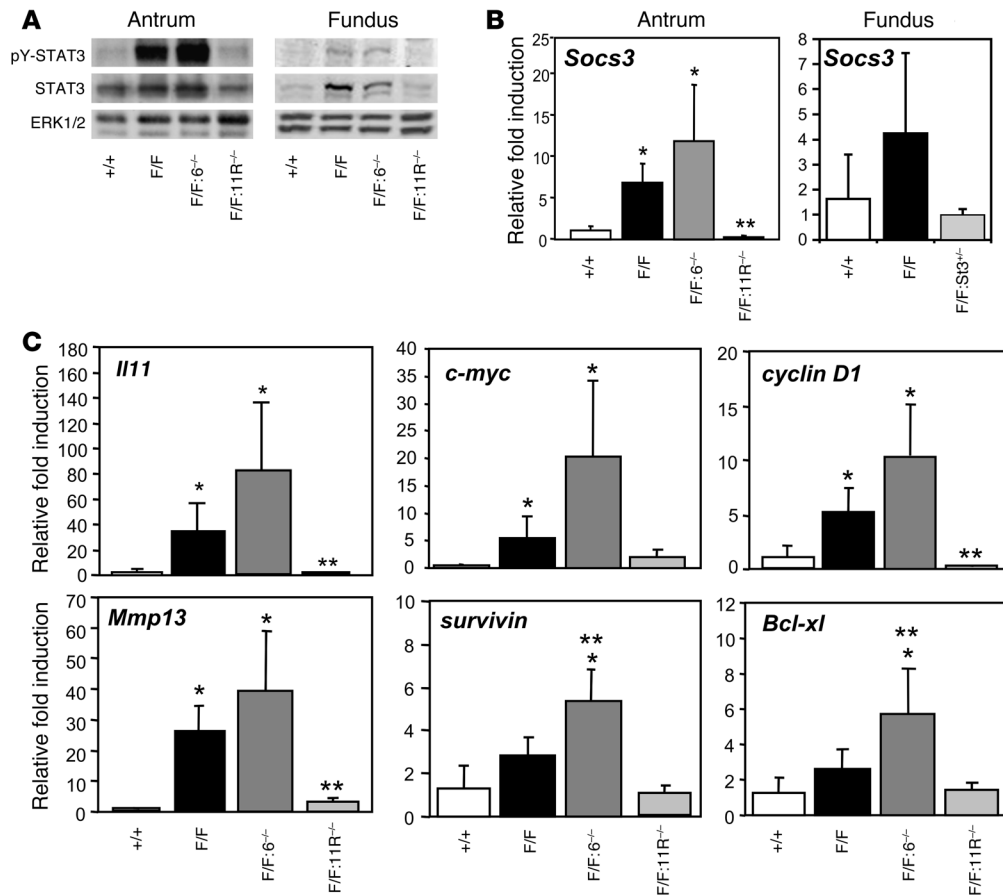 A
Antrum
Fundus
pY-STAT3
STAT3
ERK1/2
+/+
F/F
F/F:6–/–
F/F:11R–/–
+/+
F/F
F/F:6–/–
F/F:11R–/–
B
Antrum
Fundus
Relative fold induction
25
20
15
10
5
0
Socs3
*
*
**
+/+
F/F
F/F:6–/–
F/F:11R–/–
8
7
6
5
4
3
2
1
0
Socs3
+/+
F/F
F/F:St3+/–
C
Relative fold induction
180
160
140
120
100
80
60
40
20
0
Il11
*
*
**
40
35
30
25
20
15
10
5
0
c-myc
*
*
20
15
10
5
0
cyclin D1
*
*
**
Relative fold induction
70
60
50
40
30
20
10
0
Mmp13
*
*
**
+/+
F/F
F/F:6–/–
F/F:11R–/–
10
8
6
4
2
0
survivin
**
*
+/+
F/F
F/F:6–/–
F/F:11R–/–
12
10
8
6
4
2
0
Bcl-xl
**
*
+/+
F/F
F/F:6–/–
F/F:11R–/–